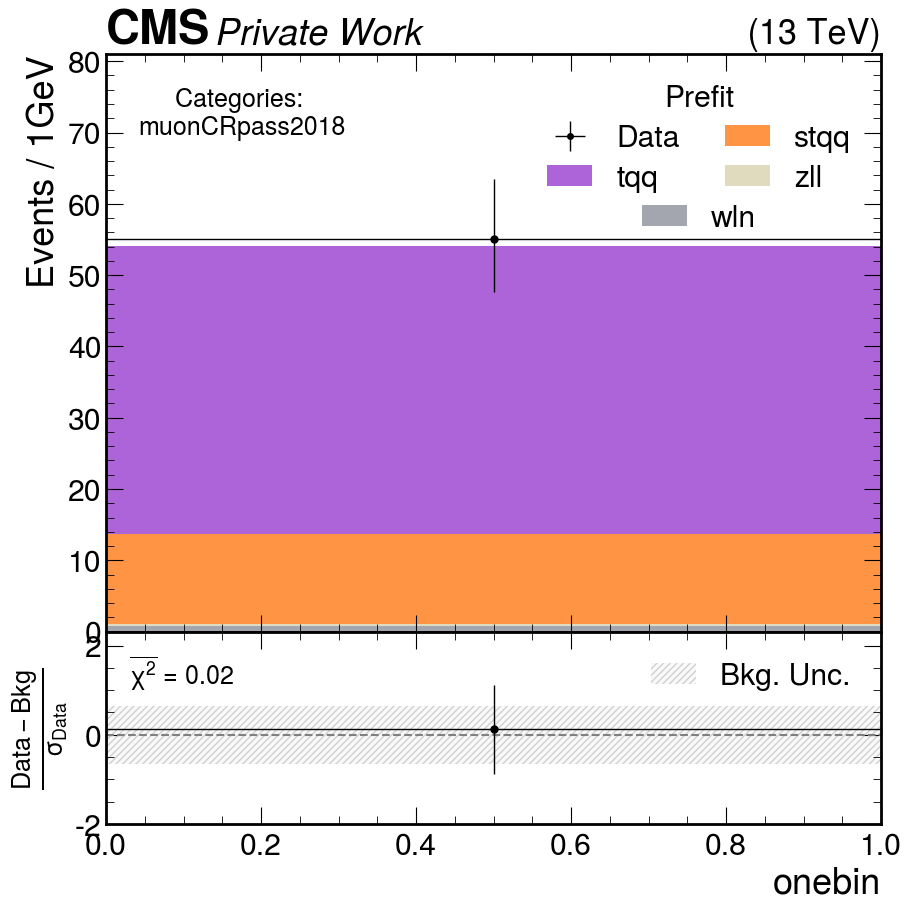 CMS Private Work (13 TeV)
Events / 1GeV
80
70
60
50
40
30
20
10
0
Categories:
muonCRpass2018
Prefit
Data
stqq
tqq
zll
wln
Data − Bkg
σData
2
0
-2
χ² = 0.02
Bkg. Unc.
0.0 0.2 0.4 0.6 0.8 1.0
onebin